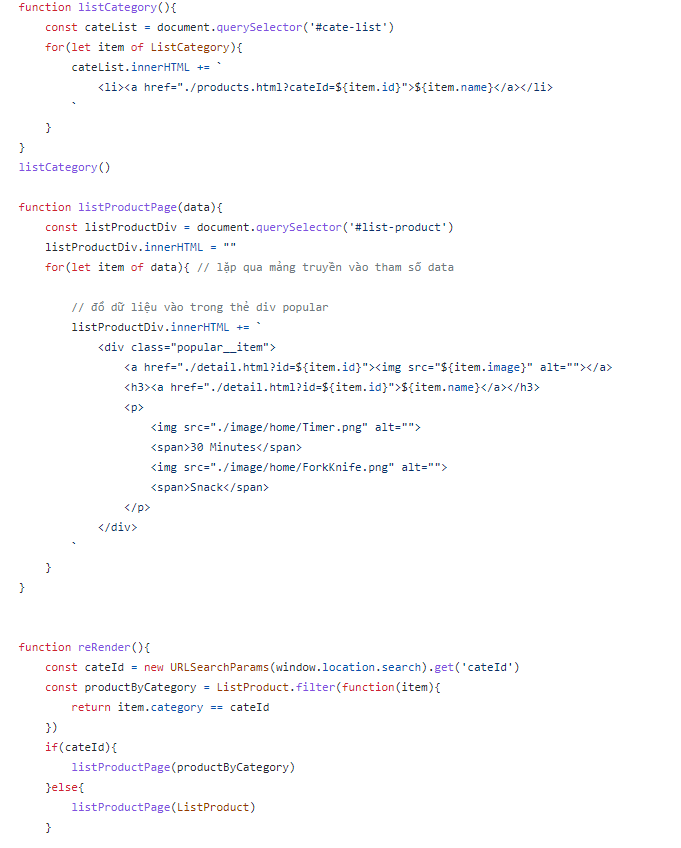 function listCategory(){
    const cateList = document.querySelector('#cate-list')
    for(let item of ListCategory){
        cateList.innerHTML += `
            <li><a href="./products.html?cateId=${item.id}">${item.name}</a></li>
        `
    }
}
listCategory()

function listProductPage(data){
    const listProductDiv = document.querySelector('#list-product')
    listProductDiv.innerHTML = ""
    for(let item of data){ // lặp qua mảng truyền vào tham số data

        // đổ dữ liệu vào trong thẻ div popular
        listProductDiv.innerHTML += `
            <div class="popular__item">
                <a href="./detail.html?id=${item.id}"><img src="${item.image}" alt=""></a>
                <h3><a href="./detail.html?id=${item.id}">${item.name}</a></h3>
                <p>
                    <img src="./image/home/Timer.png" alt="">
                    <span>30 Minutes</span>
                    <img src="./image/home/ForkKnife.png" alt="">
                    <span>Snack</span>
                </p>
            </div>
        `
    }
}

function reRender(){
    const cateId = new URLSearchParams(window.location.search).get('cateId')
    const productByCategory = ListProduct.filter(function(item){
        return item.category == cateId
    })
    if(cateId){
        listProductPage(productByCategory)
    }else{
        listProductPage(ListProduct)
    }